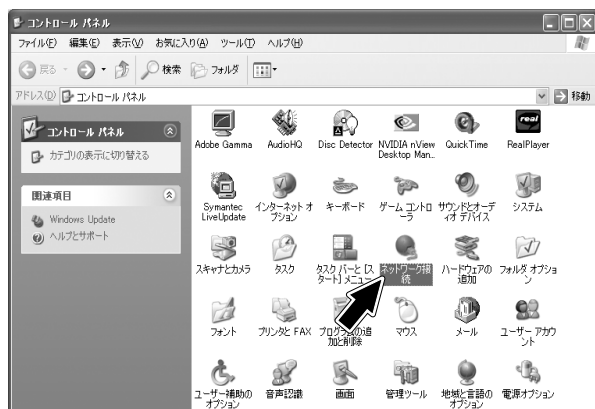 コントロール パネル
ファイル(F) 編集(E) 表示(V) お気に入り(A) ツール(T) ヘルプ(H)
戻る 検索 フォルダ
アドレス(D) コントロール パネル 移動
コントロール パネル
カテゴリの表示に切り替える
関連項目
Windows Update
ヘルプとサポート
real
Adobe Gamma AudioHQ Disc Detector NVIDIA nView QuickTime RealPlayer
Desktop Man..
Symantec インターネット オ キーボード ゲーム コントロ サウンドとオーデ システム
LiveUpdate プション ーラ ィオ デバイス
スキャナとカメラ タスク タスク バーと [ス ネットワーク接 ハードウェアの フォルダ オプショ
タート] メニュー 続 追加 ン
フォント プリンタと FAX プログラムの追 マウス メール ユーザー アカウ
加と削除 ント
ユーザー補助の 音声認識 画面 管理ツール 地域と言語の 電源オプション
オプション オプション